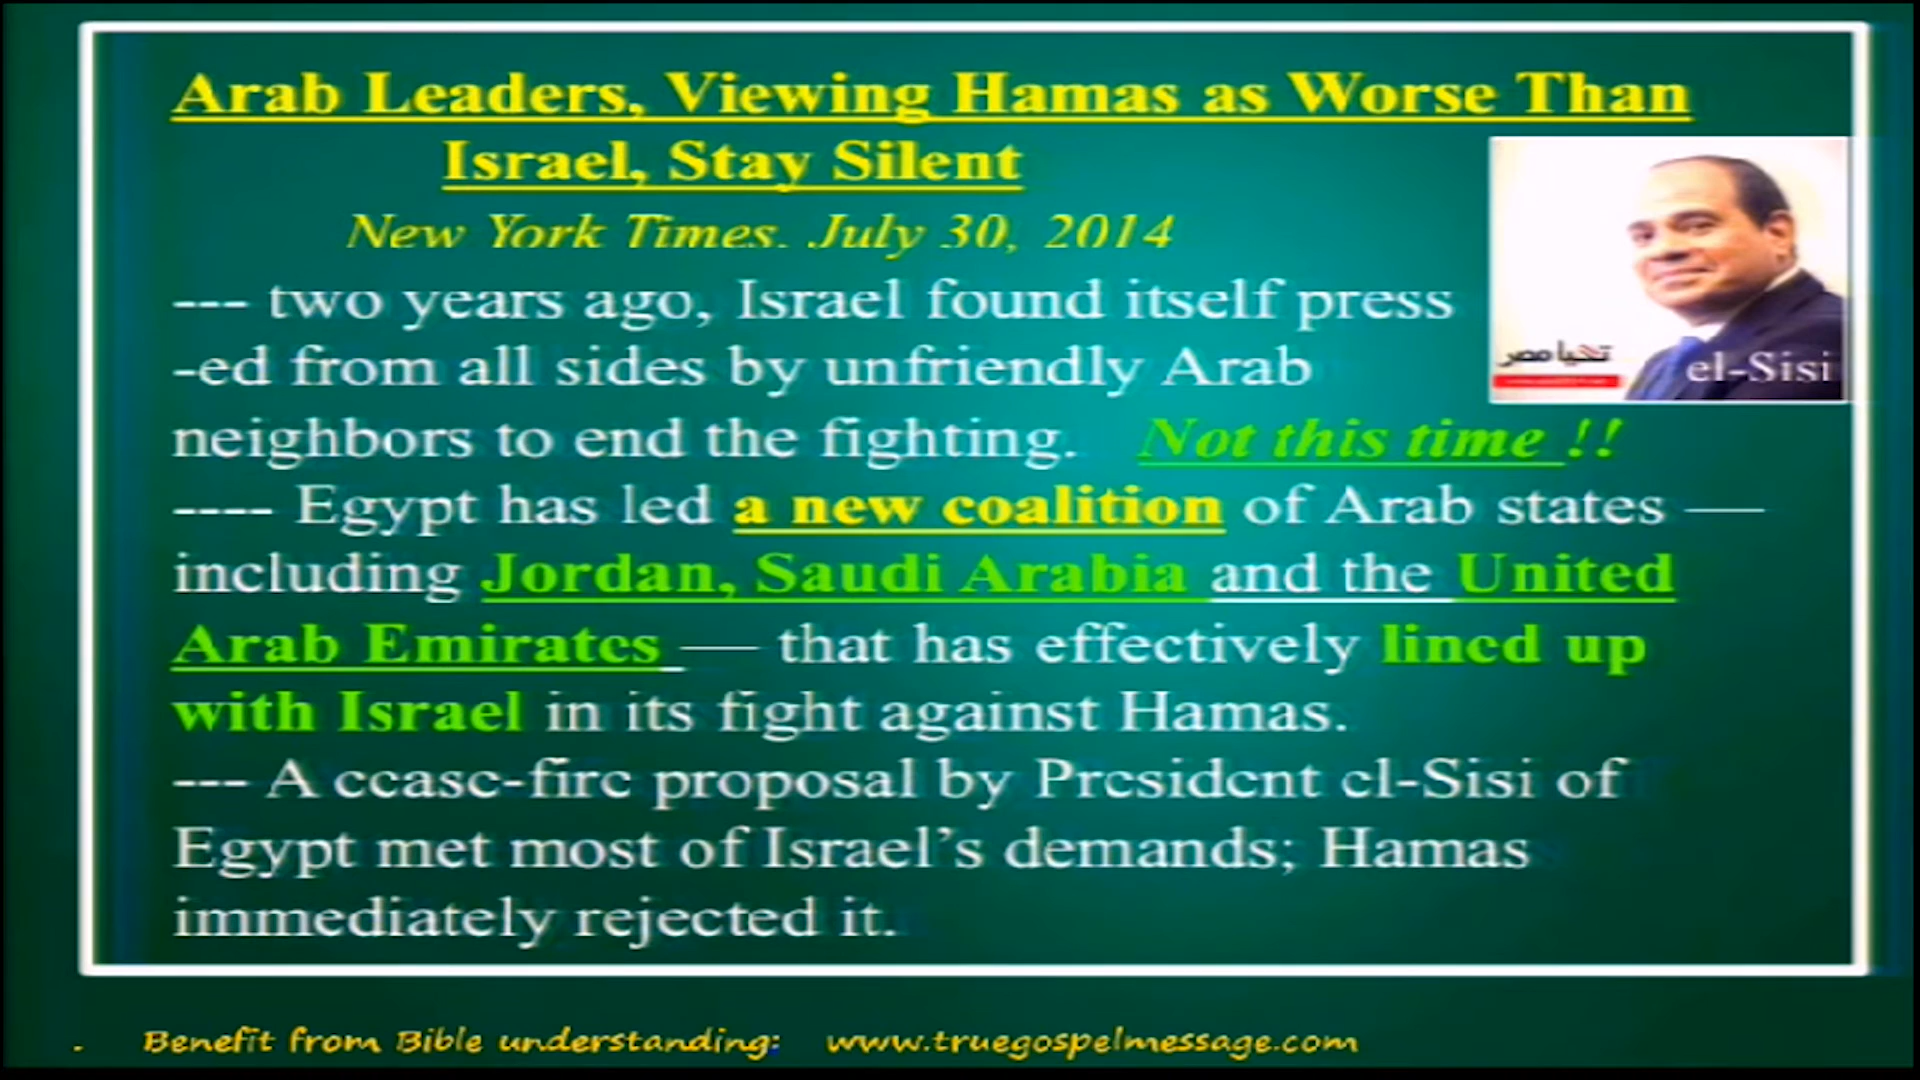 Arab Leaders, Viewing Hamas as Worse Than
Israel, Stay Silent
New York Times. July 30, 2014
--- two years ago, Israel found itself press
-ed from all sides by unfriendly Arab
neighbors to end the fighting. Not this time !!
---- Egypt has led a new coalition of Arab states —
including Jordan, Saudi Arabia and the United
Arab Emirates — that has effectively lined up
with Israel in its fight against Hamas.
--- A cease-fire proposal by President el-Sisi of
Egypt met most of Israel’s demands; Hamas
immediately rejected it.
تحيا مصر
el-Sisi
. Benefit from Bible understanding: www.truegospelmessage.com